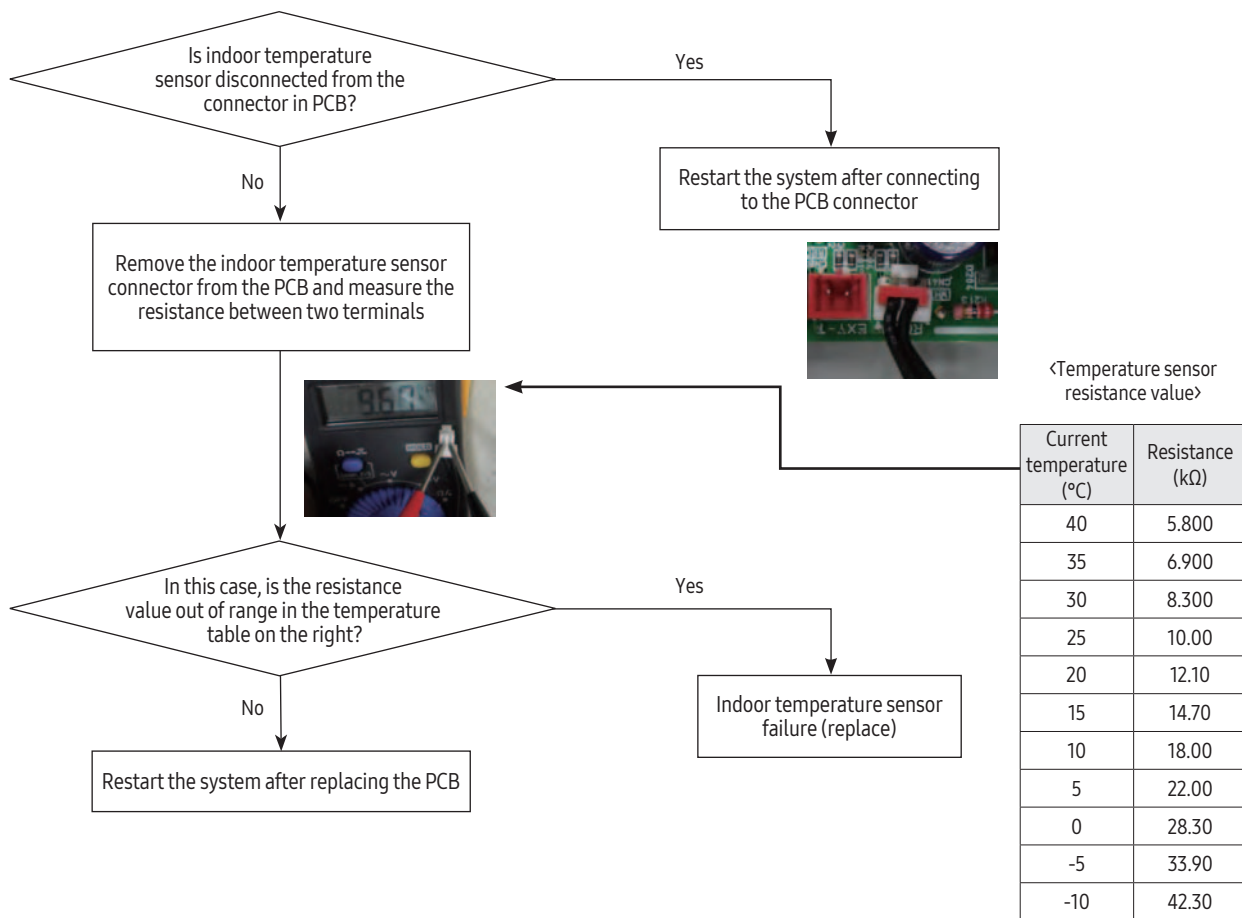 Is indoor temperature
sensor disconnected from the
connector in PCB?
Yes
No
Restart the system after connecting
to the PCB connector
Remove the indoor temperature sensor
connector from the PCB and measure the
resistance between two terminals
EXY-T
<Temperature sensor
resistance value>
Current
temperature
(°C)
Resistance
(kΩ)
40 5.800
35 6.900
30 8.300
25 10.00
20 12.10
15 14.70
10 18.00
5 22.00
0 28.30
-5 33.90
-10 42.30
In this case, is the resistance
value out of range in the temperature
table on the right?
Yes
No
Indoor temperature sensor
failure (replace)
Restart the system after replacing the PCB